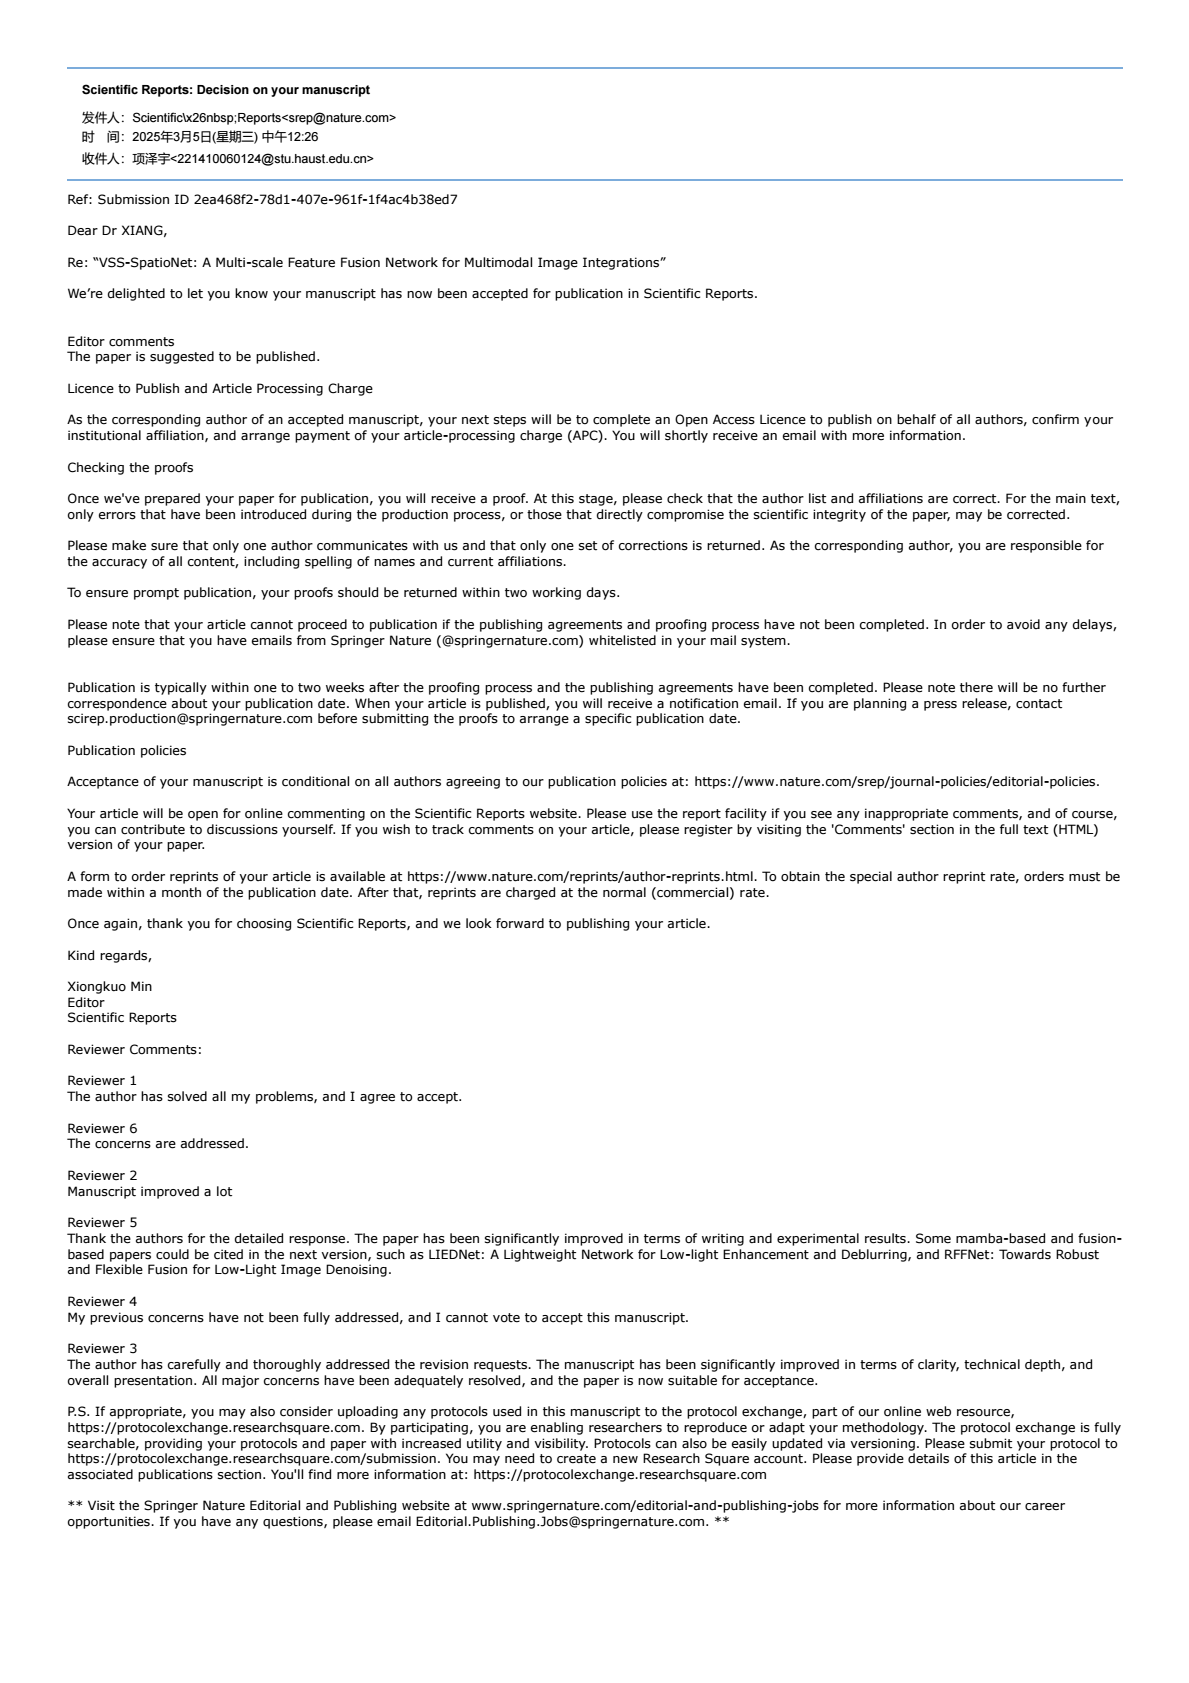 Scientific Reports: Decision on your manuscript
发件人：Scientific\x26nbsp;Reports<srep@nature.com>
时　间：2025年3月5日(星期三) 中午12:26
收件人：项泽宇<221410060124@stu.haust.edu.cn>
Ref: Submission ID 2ea468f2-78d1-407e-961f-1f4ac4b38ed7
Dear Dr XIANG,
Re: “VSS-SpatioNet: A Multi-scale Feature Fusion Network for Multimodal Image Integrations”
We’re delighted to let you know your manuscript has now been accepted for publication in Scientific Reports.
Editor comments
The paper is suggested to be published.
Licence to Publish and Article Processing Charge
As the corresponding author of an accepted manuscript, your next steps will be to complete an Open Access Licence to publish on behalf of all authors, confirm your
institutional affiliation, and arrange payment of your article-processing charge (APC). You will shortly receive an email with more information.
Checking the proofs
Once we've prepared your paper for publication, you will receive a proof. At this stage, please check that the author list and affiliations are correct. For the main text,
only errors that have been introduced during the production process, or those that directly compromise the scientific integrity of the paper, may be corrected.
Please make sure that only one author communicates with us and that only one set of corrections is returned. As the corresponding author, you are responsible for
the accuracy of all content, including spelling of names and current affiliations.
To ensure prompt publication, your proofs should be returned within two working days.
Please note that your article cannot proceed to publication if the publishing agreements and proofing process have not been completed. In order to avoid any delays,
please ensure that you have emails from Springer Nature (@springernature.com) whitelisted in your mail system.
Publication is typically within one to two weeks after the proofing process and the publishing agreements have been completed. Please note there will be no further
correspondence about your publication date. When your article is published, you will receive a notification email. If you are planning a press release, contact
scirep.production@springernature.com before submitting the proofs to arrange a specific publication date.
Publication policies
Acceptance of your manuscript is conditional on all authors agreeing to our publication policies at: https://www.nature.com/srep/journal-policies/editorial-policies.
Your article will be open for online commenting on the Scientific Reports website. Please use the report facility if you see any inappropriate comments, and of course,
you can contribute to discussions yourself. If you wish to track comments on your article, please register by visiting the 'Comments' section in the full text (HTML)
version of your paper.
A form to order reprints of your article is available at https://www.nature.com/reprints/author-reprints.html. To obtain the special author reprint rate, orders must be
made within a month of the publication date. After that, reprints are charged at the normal (commercial) rate.
Once again, thank you for choosing Scientific Reports, and we look forward to publishing your article.
Kind regards,
Xiongkuo Min
Editor
Scientific Reports
Reviewer Comments:
Reviewer 1
The author has solved all my problems, and I agree to accept.
Reviewer 6
The concerns are addressed.
Reviewer 2
Manuscript improved a lot
Reviewer 5
Thank the authors for the detailed response. The paper has been significantly improved in terms of writing and experimental results. Some mamba-based and fusion-
based papers could be cited in the next version, such as LIEDNet: A Lightweight Network for Low-light Enhancement and Deblurring, and RFFNet: Towards Robust
and Flexible Fusion for Low-Light Image Denoising.
Reviewer 4
My previous concerns have not been fully addressed, and I cannot vote to accept this manuscript.
Reviewer 3
The author has carefully and thoroughly addressed the revision requests. The manuscript has been significantly improved in terms of clarity, technical depth, and
overall presentation. All major concerns have been adequately resolved, and the paper is now suitable for acceptance.
P.S. If appropriate, you may also consider uploading any protocols used in this manuscript to the protocol exchange, part of our online web resource,
https://protocolexchange.researchsquare.com. By participating, you are enabling researchers to reproduce or adapt your methodology. The protocol exchange is fully
searchable, providing your protocols and paper with increased utility and visibility. Protocols can also be easily updated via versioning. Please submit your protocol to
https://protocolexchange.researchsquare.com/submission. You may need to create a new Research Square account. Please provide details of this article in the
associated publications section. You'll find more information at: https://protocolexchange.researchsquare.com
** Visit the Springer Nature Editorial and Publishing website at www.springernature.com/editorial-and-publishing-jobs for more information about our career
opportunities. If you have any questions, please email Editorial.Publishing.Jobs@springernature.com. **